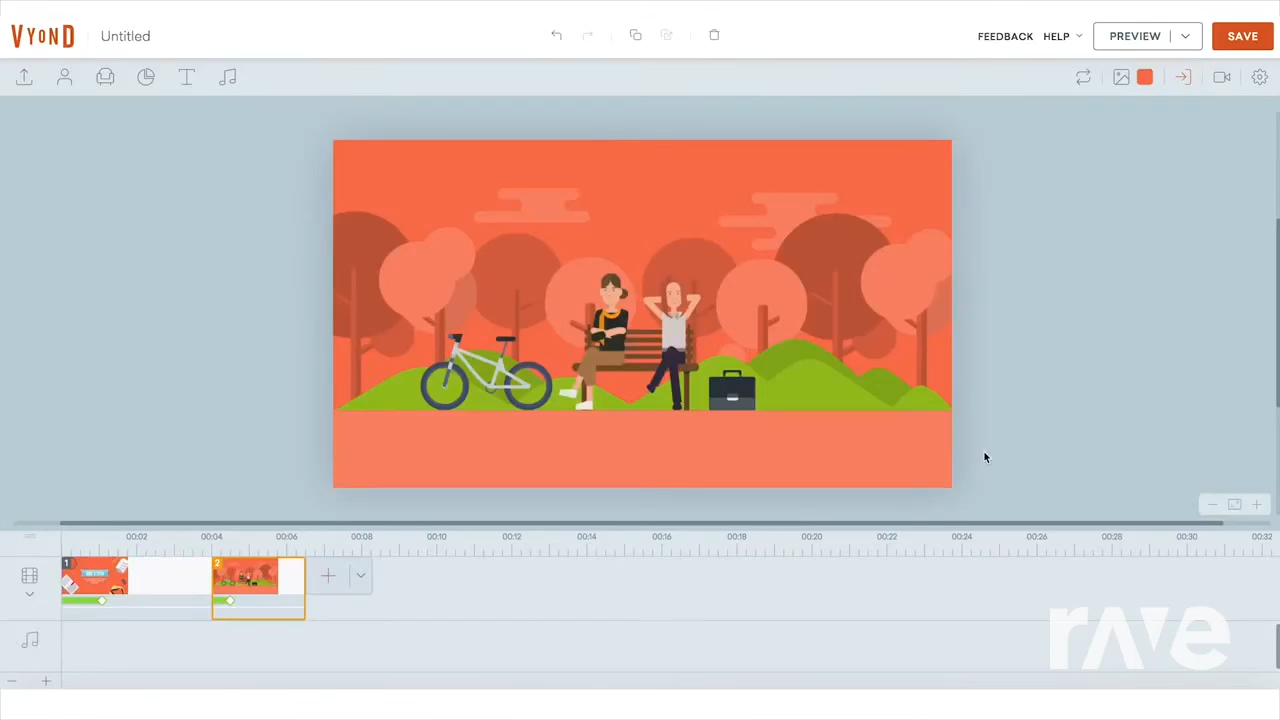 VYOND
Untitled
FEEDBACK
HELP
PREVIEW
SAVE
00:02
00:04
00:06
00:08
00:10
00:12
00:14
00:16
00:18
00:20
00:22
00:24
00:26
00:28
00:30
00:32
1
2
rave